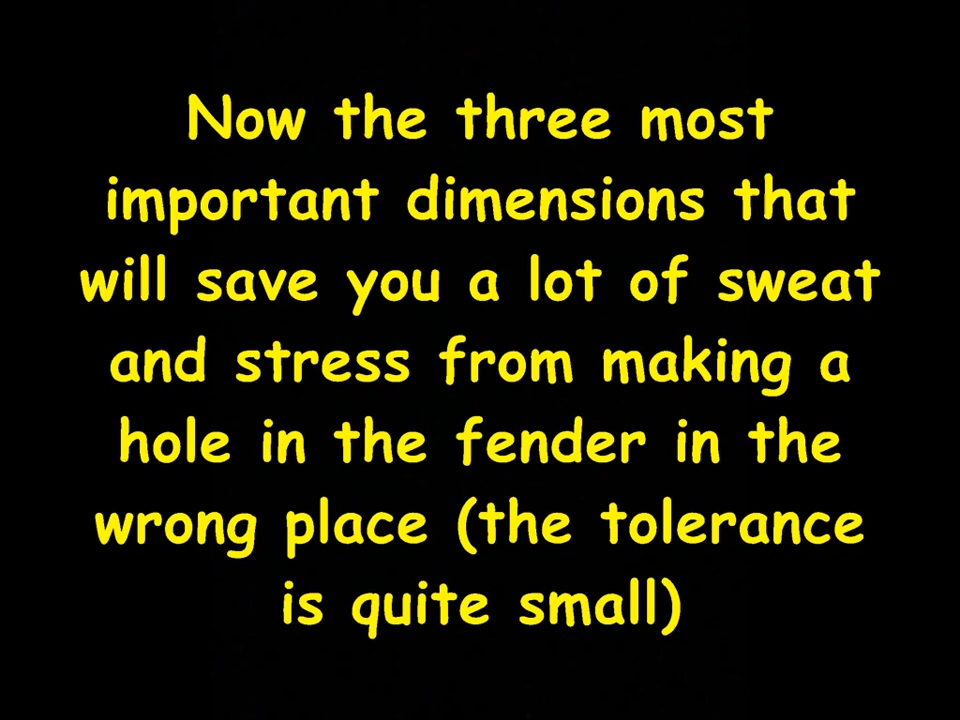 Now the three most
important dimensions that
will save you a lot of sweat
and stress from making a
hole in the fender in the
wrong place (the tolerance
is quite small)